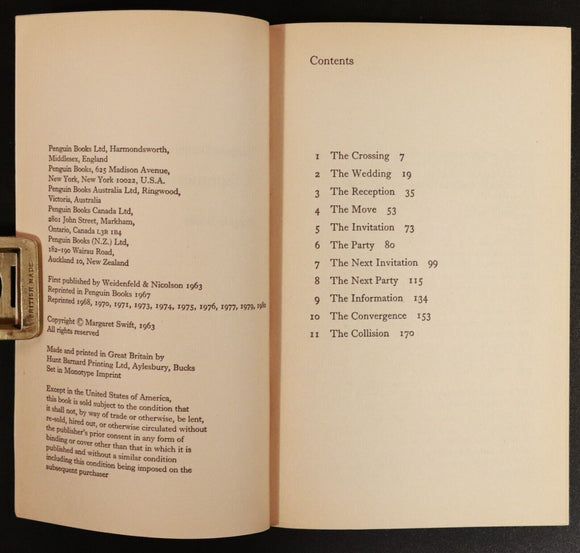 Penguin Books Ltd, Harmondsworth,
Middlesex, England
Penguin Books, 625 Madison Avenue,
New York, New York 10022, U.S.A.
Penguin Books Australia Ltd, Ringwood,
Victoria, Australia
Penguin Books Canada Ltd,
2801 John Street, Markham,
Ontario, Canada L3R 1B4
Penguin Books (N.Z.) Ltd,
182-190 Wairau Road,
Auckland 10, New Zealand
First published by Weidenfeld & Nicolson 1963
Reprinted in Penguin Books 1967
Reprinted 1968, 1970, 1971, 1973, 1974, 1975, 1976, 1977, 1979,
Copyright © Margaret Swift, 1963
All rights reserved
Made and printed in Great Britain by
Hunt Barnard Printing Ltd, Aylesbury, Bucks
Set in Monotype Imprint
Except in the United States of America,
this book is sold subject to the condition that
it shall not, by way of trade or otherwise, be lent,
re-sold, hired out, or otherwise circulated without
the publisher's prior consent in any form of
binding or cover other than that in which it is
published and without a similar condition
including this condition being imposed on the
subsequent purchaser
BRITISH MADE
Contents
1 The Crossing 7
2 The Wedding 19
3 The Reception 35
4 The Move 53
5 The Invitation 73
6 The Party 80
7 The Next Invitation 99
8 The Next Party 115
9 The Information 134
10 The Convergence 153
11 The Collision 170